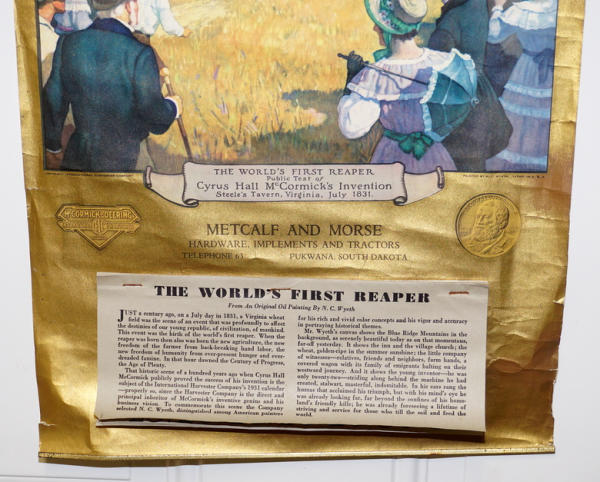 THE WORLD'S FIRST REAPER
Public Test of
Cyrus Hall McCormick's Invention
Steele's Tavern, Virginia, July 1831.
McCORMICK-DEERING
METCALF AND MORSE
HARDWARE, IMPLEMENTS AND TRACTORS
TELEPHONE 63 PUKWANA, SOUTH DAKOTA
THE WORLD'S FIRST REAPER
From An Original Oil Painting By N. C. Wyeth
JUST a century ago, on a July day in 1831, a Virginia wheat
field was the scene of an event that was profoundly to affect
the destinies of our young republic, of civilization, of mankind.
This event was the birth of the world's first reaper. When the
reaper was born then also was born the new agriculture, the new
freedom of the farmer from back-breaking hand labor, the
new freedom of humanity from ever-present hunger and ever-
dreaded famine. In that hour dawned the Century of Progress,
the Age of Plenty.
That historic scene of a hundred years ago when Cyrus Hall
McCormick publicly proved the success of his invention is the
subject of the International Harvester Company's 1931 calendar
—properly so, since the Harvester Company is the direct and
principal inheritor of McCormick's inventive genius and his
business vision. To commemorate this scene the Company
selected N. C. Wyeth, distinguished among American painters
for his rich and vivid color concepts and his vigor and accuracy
in portraying historical themes.
Mr. Wyeth's canvas shows the Blue Ridge Mountains in the
background, as serenely beautiful today as on that momentous,
far-off yesterday. It shows the inn and the village church; the
wheat, golden-ripe in the summer sunshine; the little company
of witnesses—relatives, friends and neighbors, farm hands, a
covered wagon with its family of emigrants halting on their
westward journey. And it shows the young inventor—he was
only twenty-two—striding along behind the machine he had
created, stalwart, masterful, indomitable. In his ears rang the
hurrahs that acclaimed his triumph, but with his mind's eye he
was already looking far, far beyond the confines of his home-
land's friendly hills; he was already foreseeing a lifetime of
striving and service for those who till the soil and feed the
world.